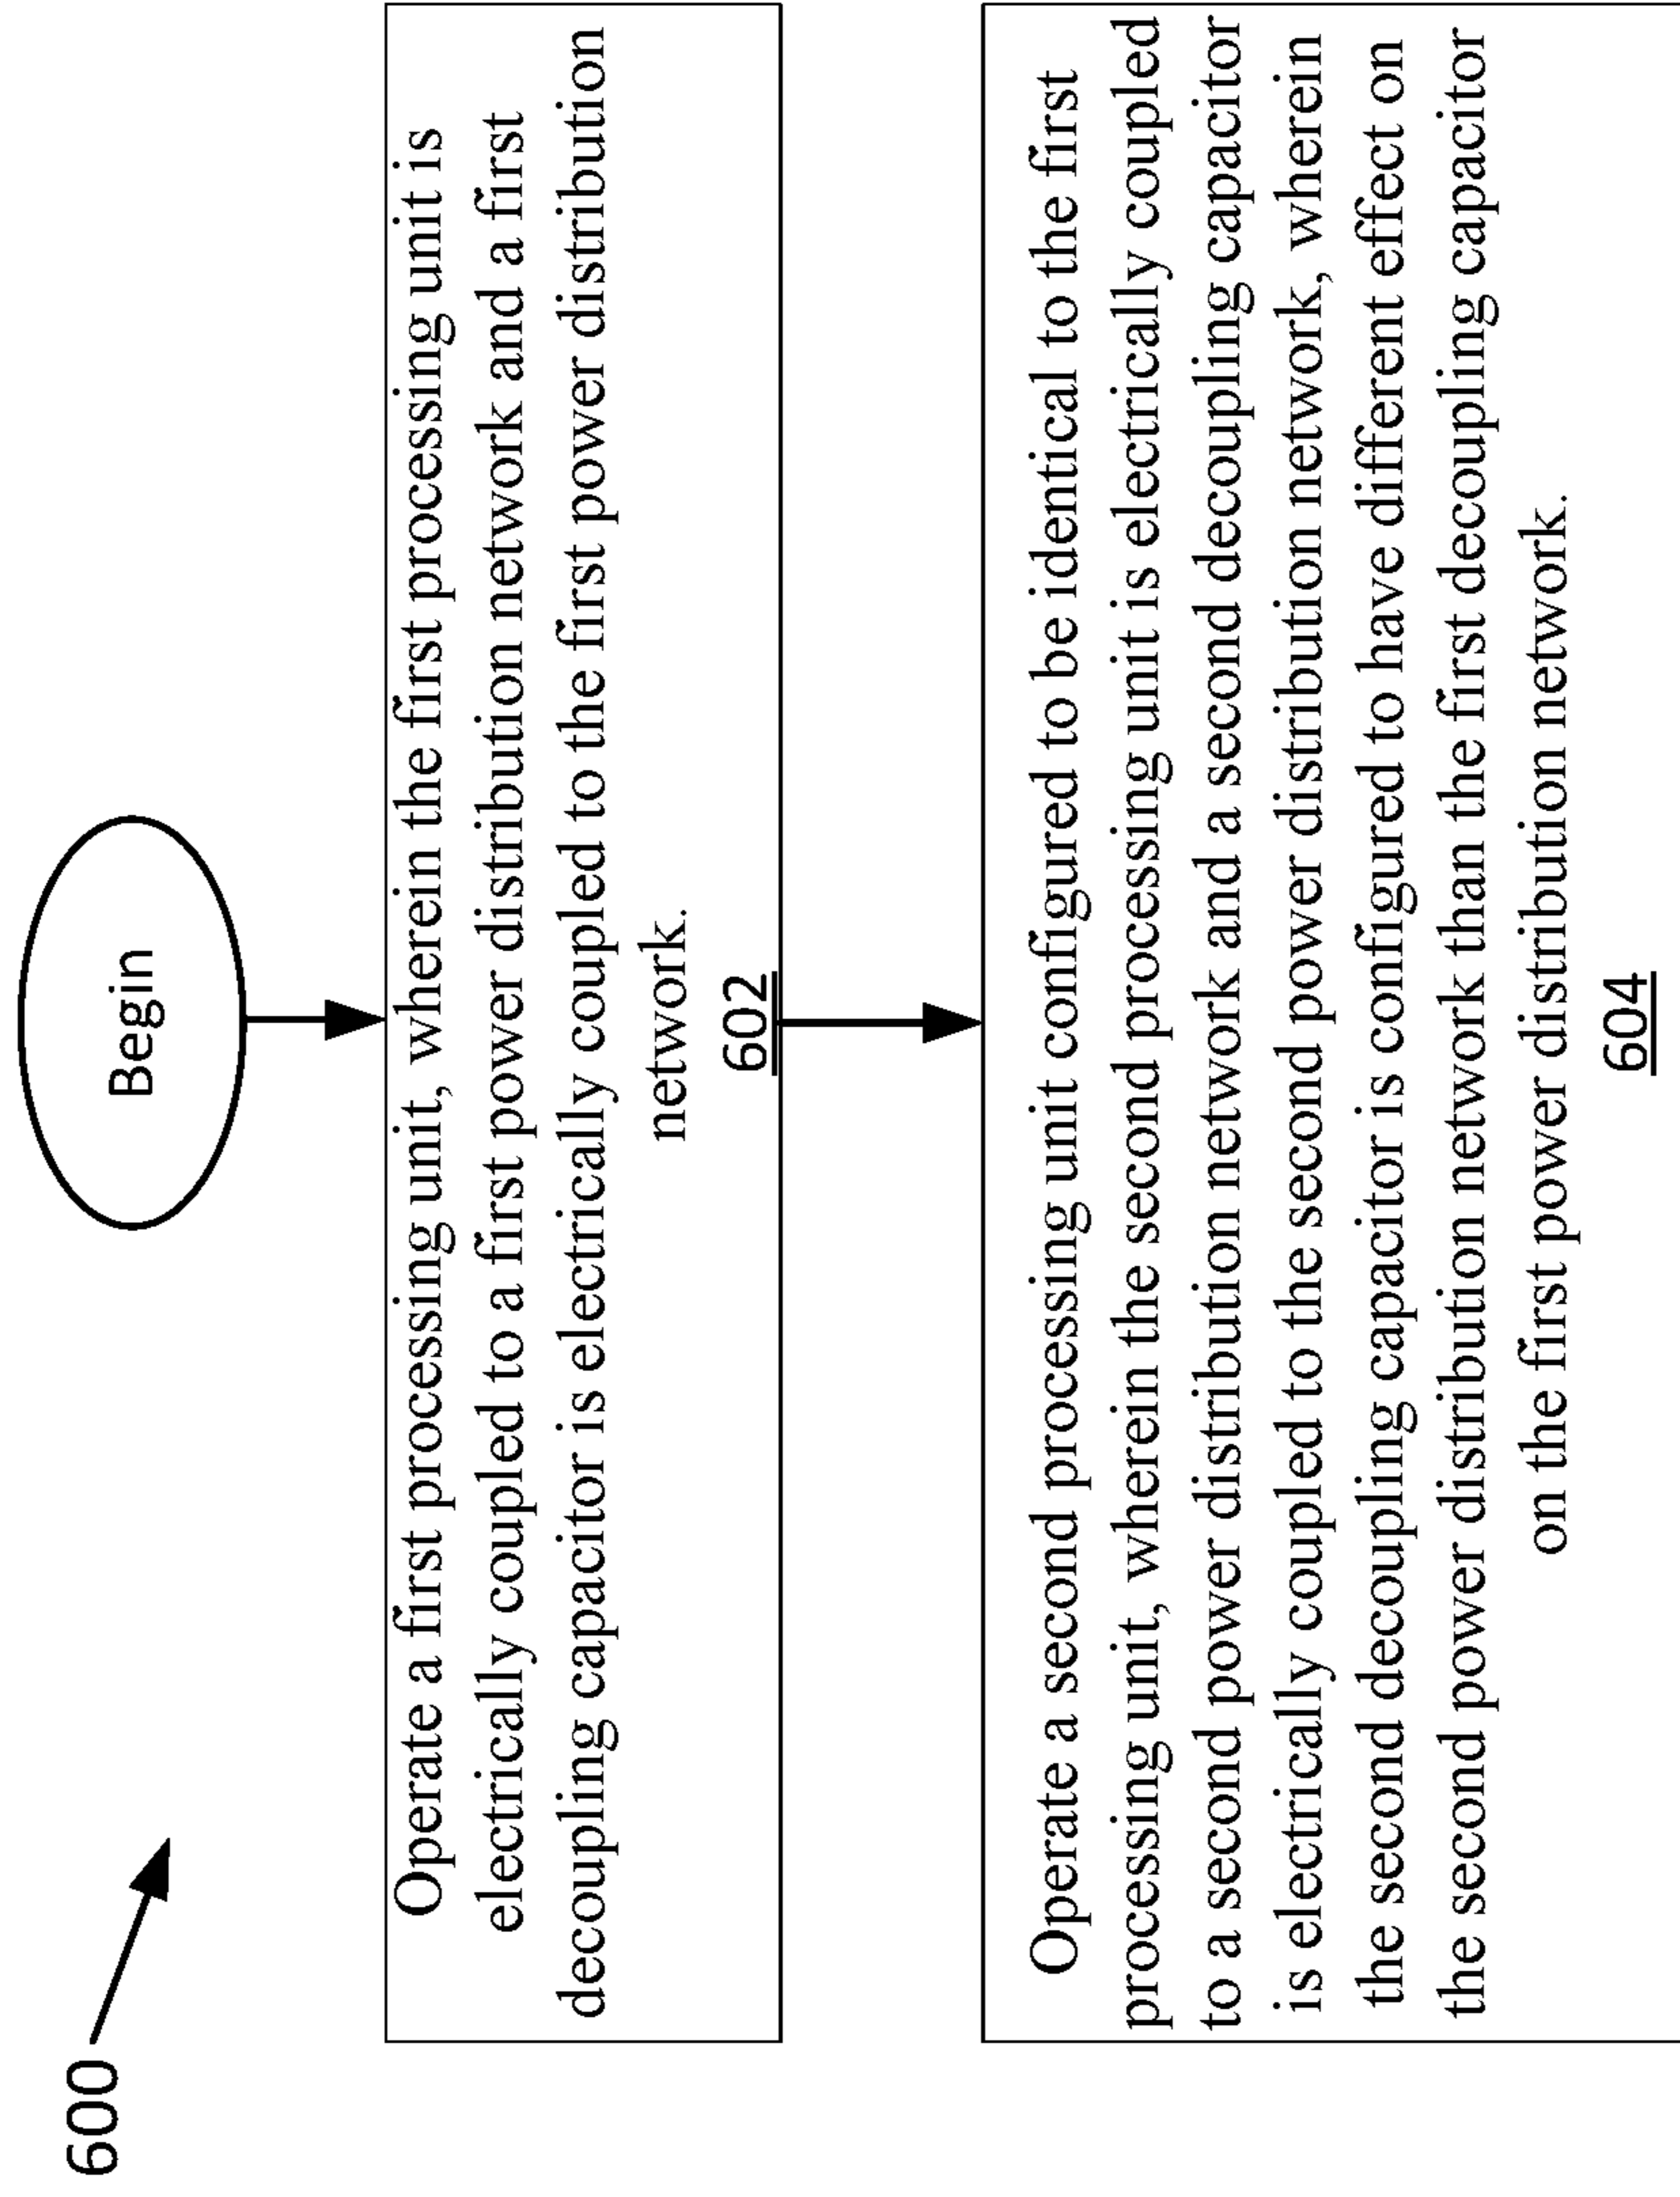 600
Begin
Operate a first processing unit, wherein the first processing unit is
electrically coupled to a first power distribution network and a first
decoupling capacitor is electrically coupled to the first power distribution
network.
602
Operate a second processing unit configured to be identical to the first
processing unit, wherein the second processing unit is electrically coupled
to a second power distribution network and a second decoupling capacitor
is electrically coupled to the second power distribution network, wherein
the second decoupling capacitor is configured to have different effect on
the second power distribution network than the first decoupling capacitor
on the first power distribution network.
604